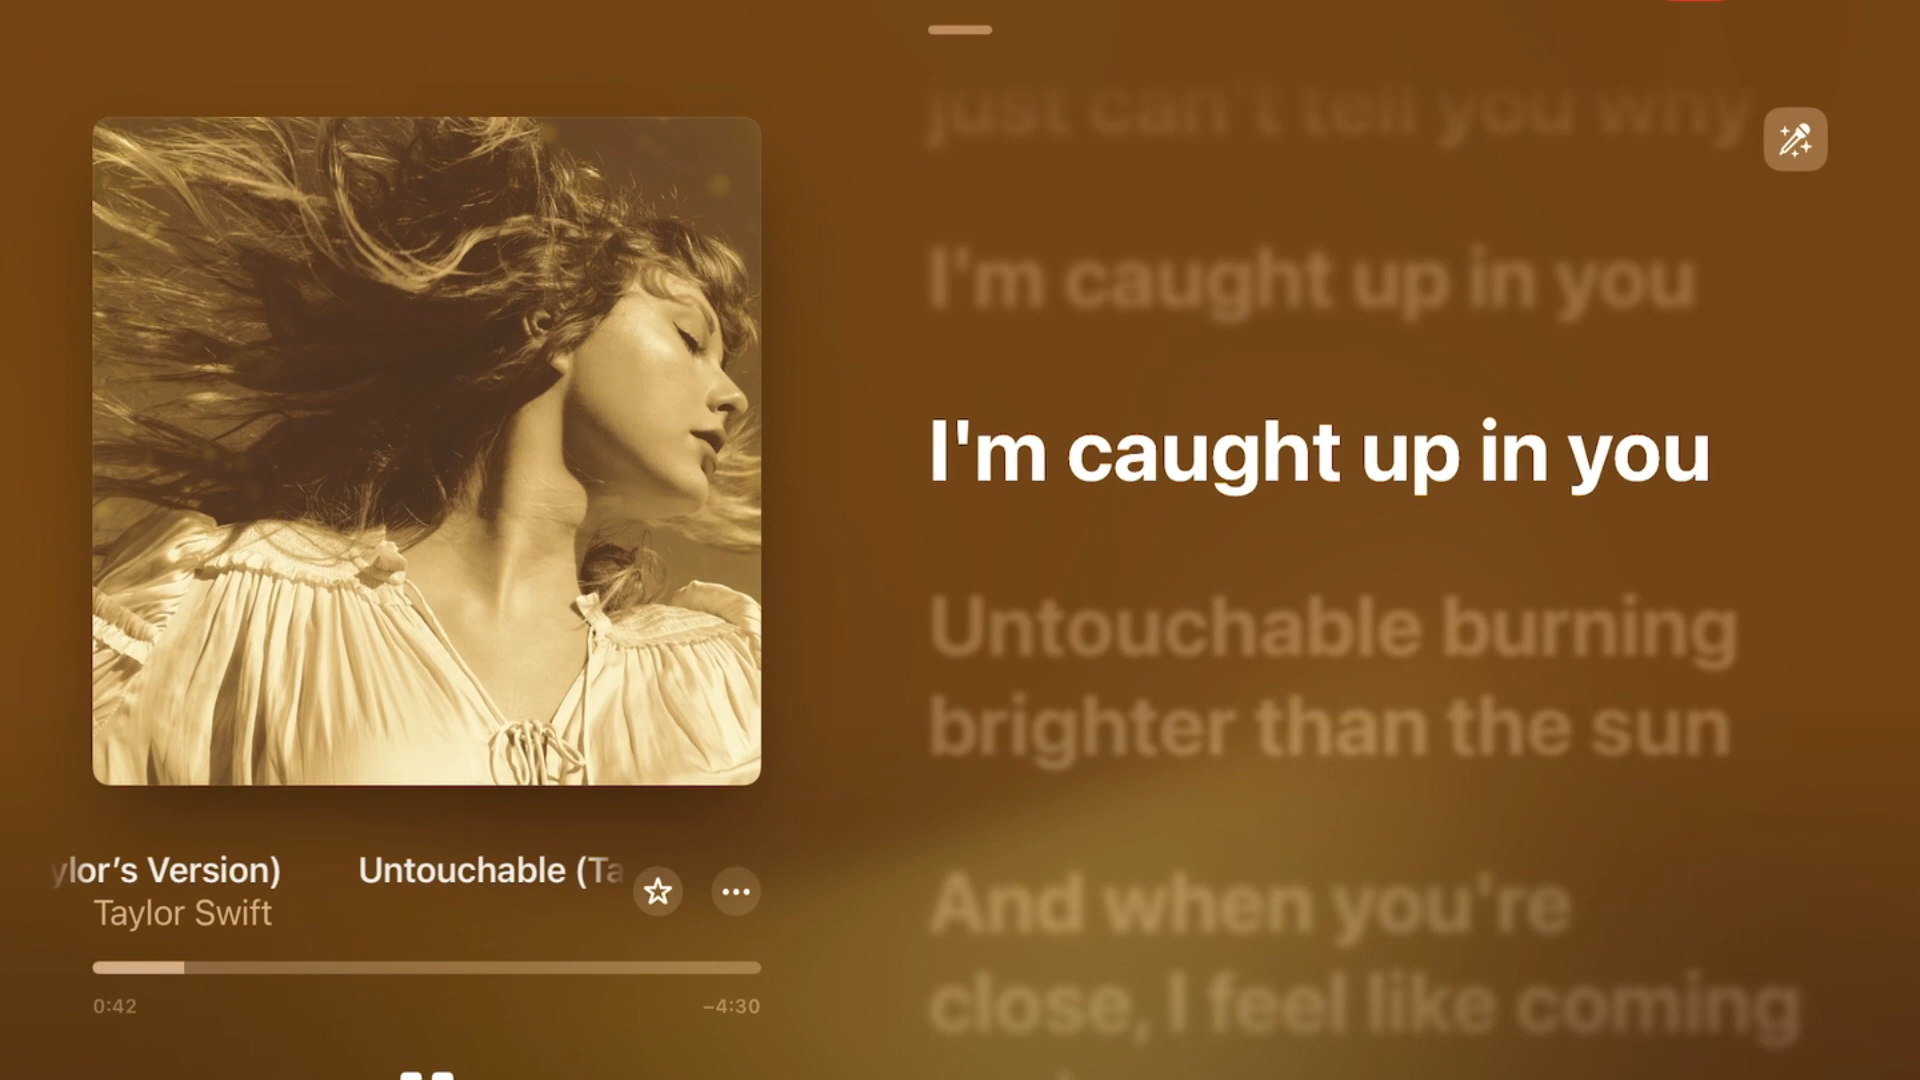 just can't tell you why
I'm caught up in you
I'm caught up in you
Untouchable burning
brighter than the sun
And when you're
close, I feel like coming
ylor's Version) Untouchable (Ta
Taylor Swift
0:42 -4:30